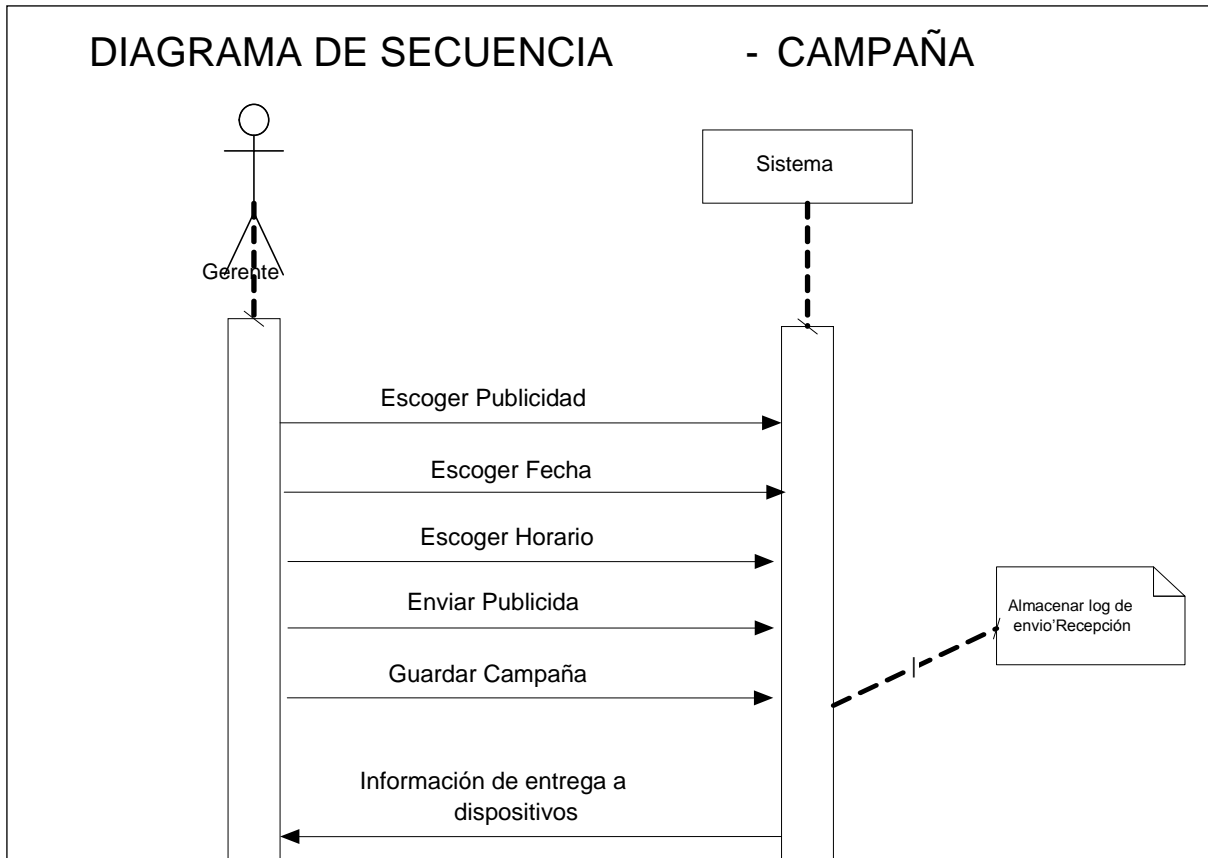 DIAGRAMA DE SECUENCIA - CAMPAÑA
Sistema
Gerente
Escoger Publicidad
Escoger Fecha
Escoger Horario
Enviar Publicida
Almacenar log de
envio’Recepción
Guardar Campaña
Información de entrega a
dispositivos